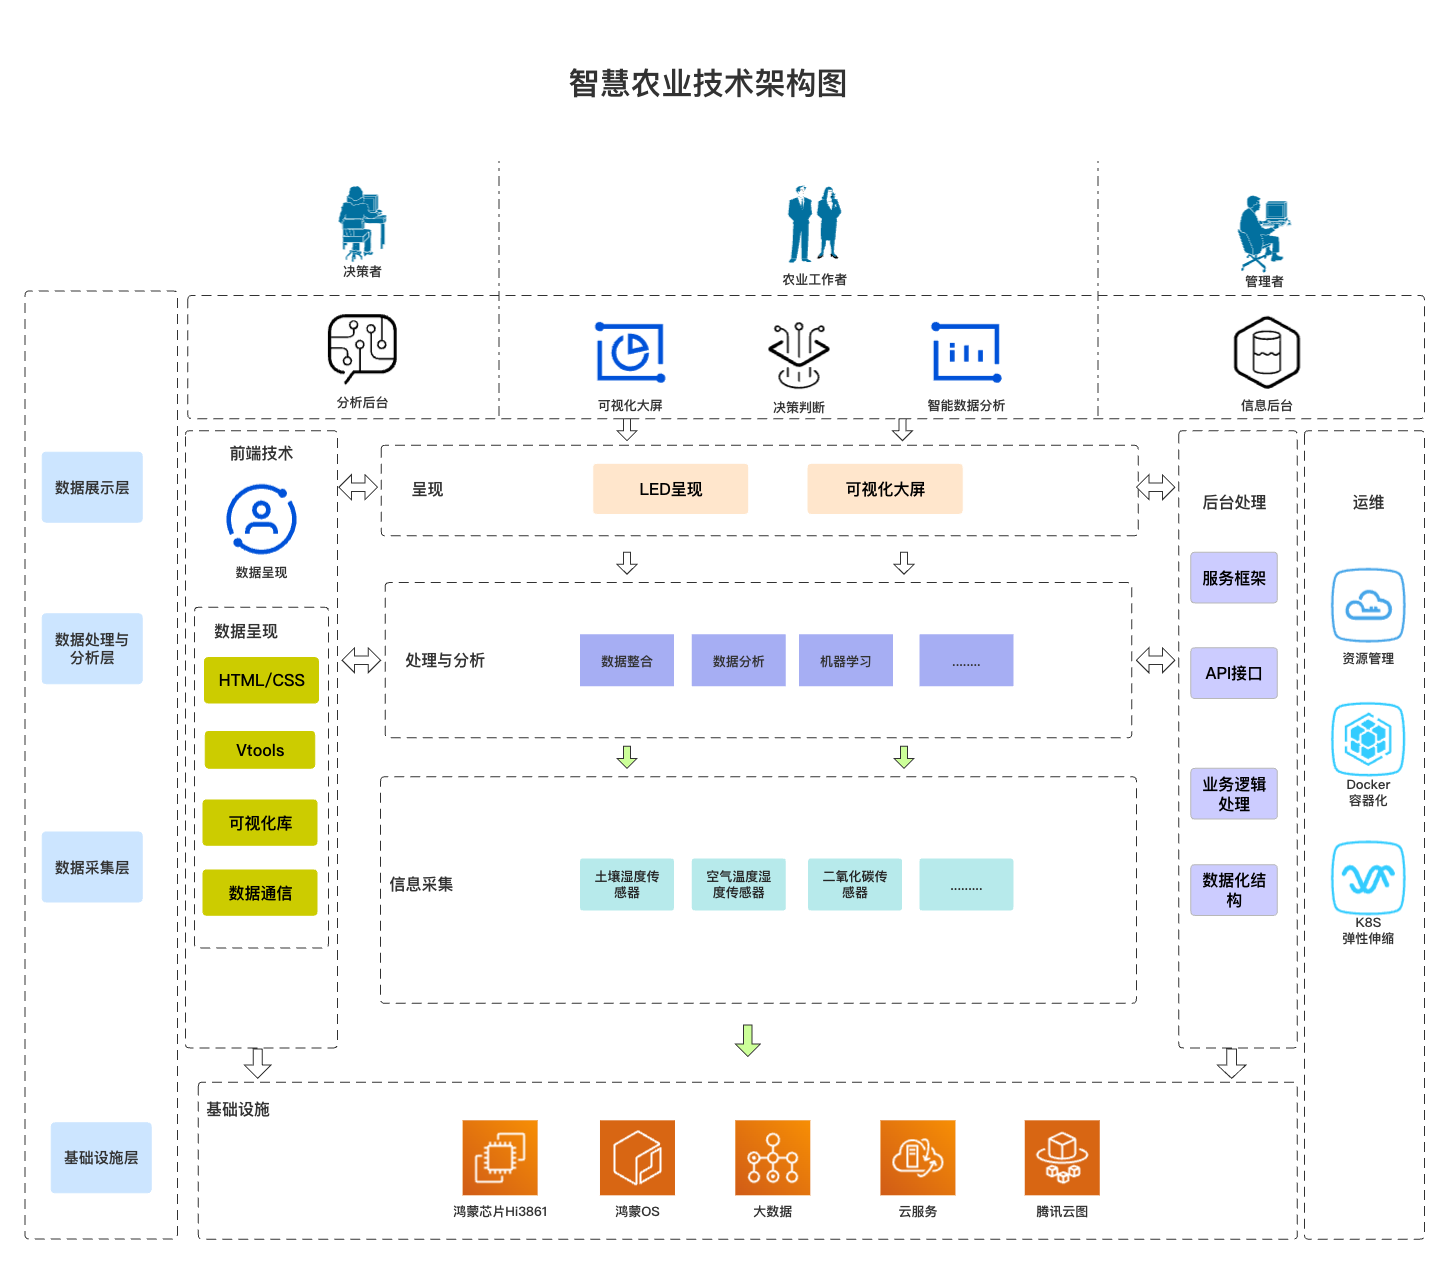 智慧农业技术架构图
决策者
农业工作者
管理者
分析后台
可视化大屏
决策判断
智能数据分析
信息后台
数据展示层
数据处理与
分析层
数据采集层
基础设施层
前端技术
数据呈现
数据呈现
HTML/CSS
Vtools
可视化库
数据通信
呈现
LED呈现
可视化大屏
处理与分析
数据整合
数据分析
机器学习
........
信息采集
土壤湿度传
感器
空气温度湿
度传感器
二氧化碳传
感器
.........
后台处理
服务框架
API接口
业务逻辑
处理
数据化结
构
运维
资源管理
Docker
容器化
K8S
弹性伸缩
基础设施
鸿蒙芯片Hi3861
鸿蒙OS
大数据
云服务
腾讯云图